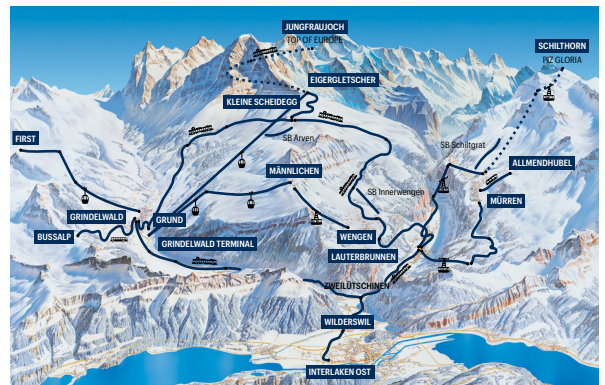 JUNGFRAUJOCH
TOP OF EUROPE
SCHILTHORN
PIZ GLORIA
EIGERGLETSCHER
KLEINE SCHEIDEGG
FIRST
SB Arven
SB Schiltgrat
ALLMENDHUBEL
MÄNNLICHEN
SB Innerwengen
MÜRREN
GRINDELWALD
GRUND
BUSSALP
WENGEN
GRINDELWALD TERMINAL
LAUTERBRUNNEN
ZWEILÜTSCHINEN
WILDERSWIL
INTERLAKEN OST